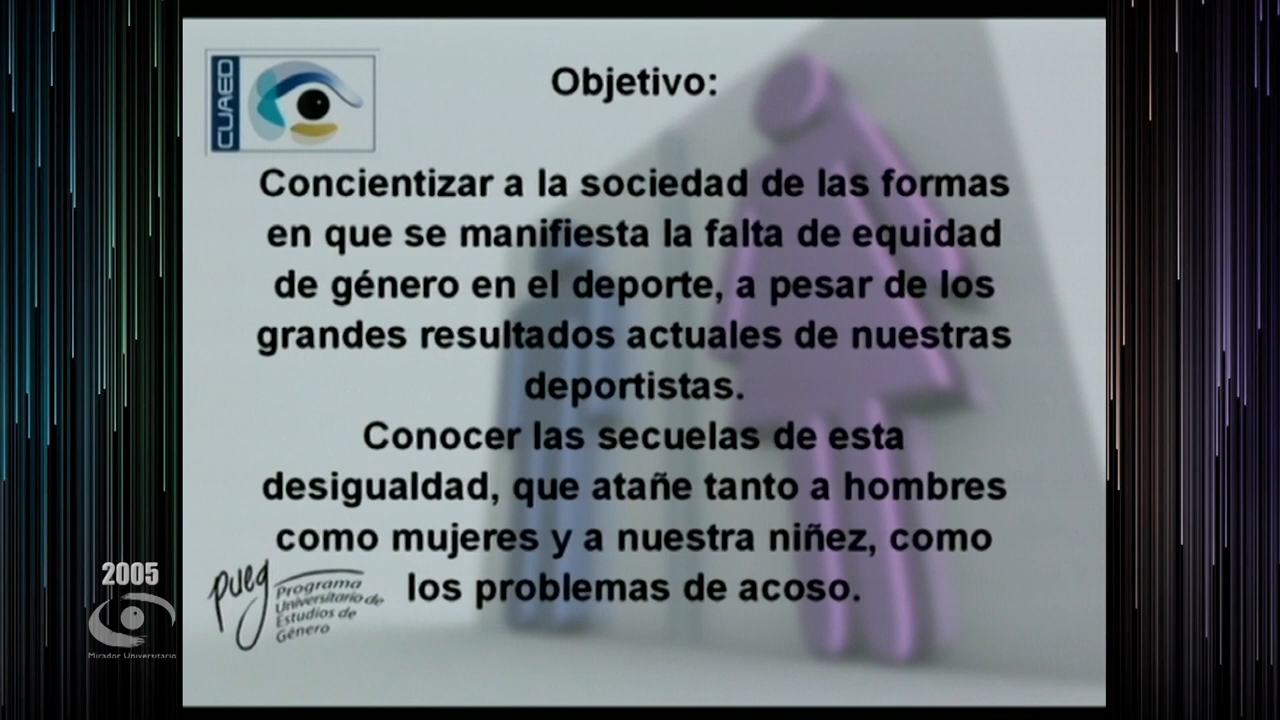 CUAED
Objetivo:
Concientizar a la sociedad de las formas
en que se manifiesta la falta de equidad
de género en el deporte, a pesar de los
grandes resultados actuales de nuestras
deportistas.
Conocer las secuelas de esta
desigualdad, que atañe tanto a hombres
como mujeres y a nuestra niñez, como
los problemas de acoso.
pueg
Programa
Universitario de
Estudios de
Género
2005
Mirador Universitario